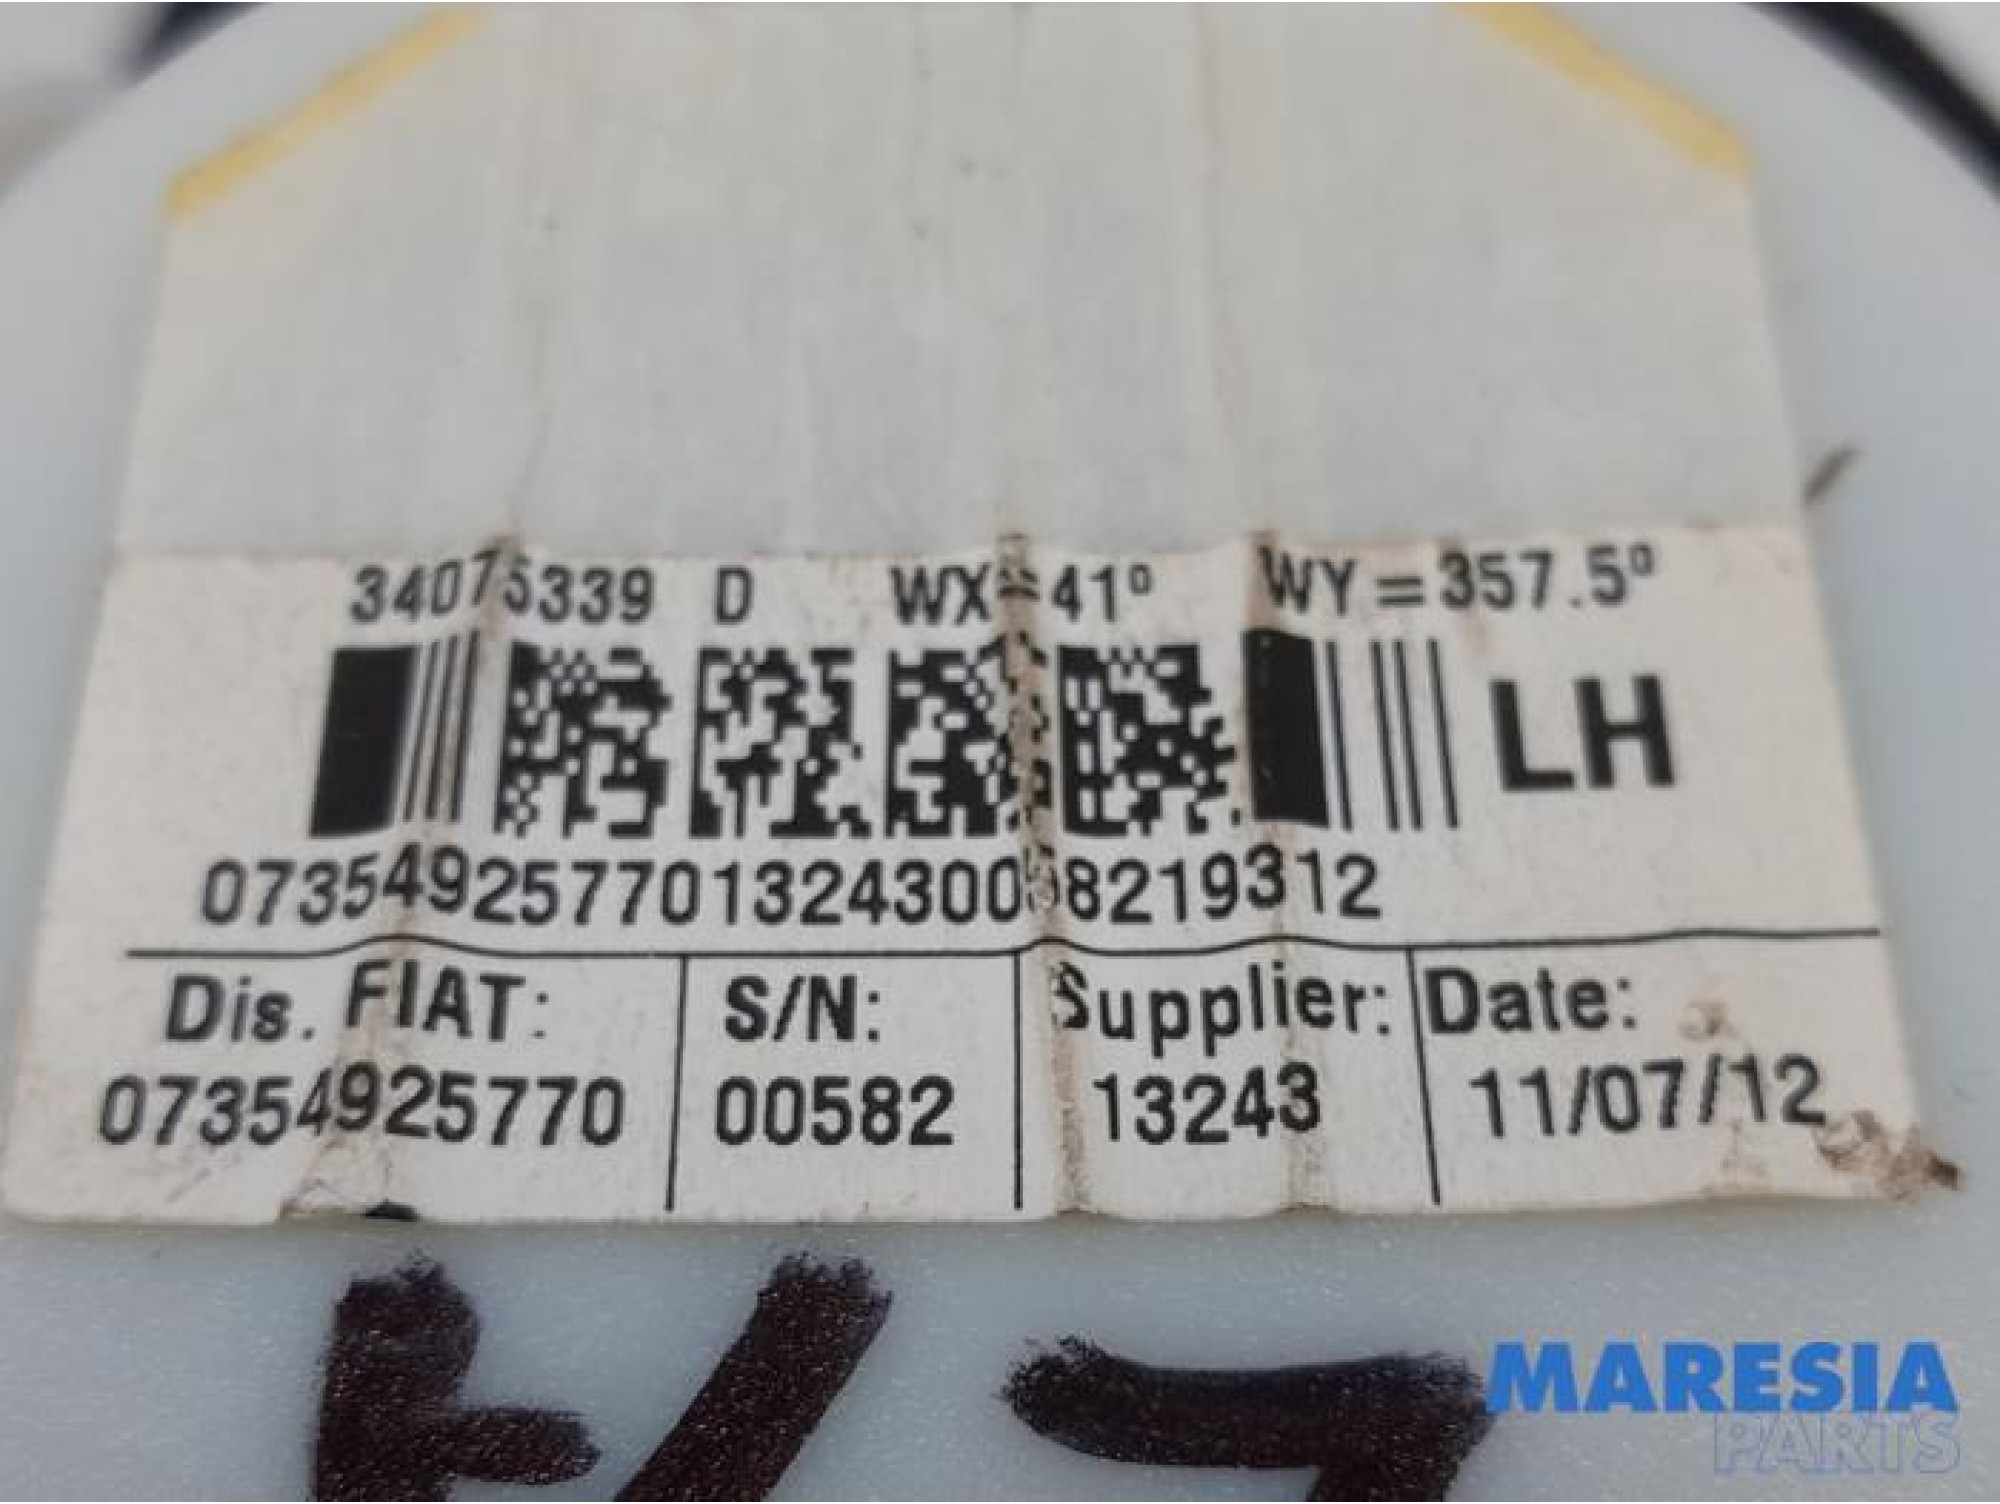 34075339 D WX=41° WY=357.5°
LH
07354925770132430058219312
Dis. FIAT: S/N: Supplier: Date:
07354925770 00582 13243 11/07/12
MARESIA
PARTS